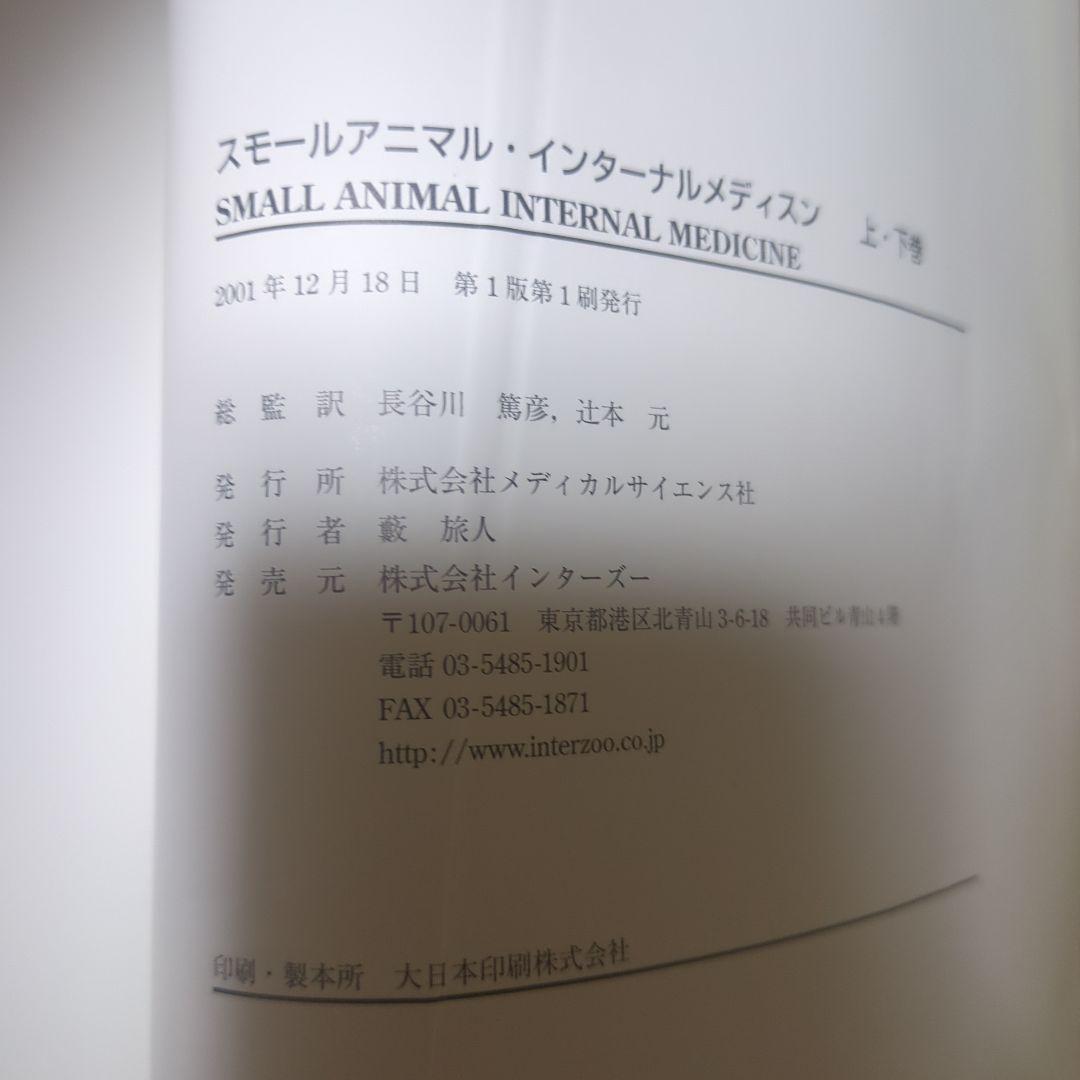 スモールアニマル・インターナルメディスン 上・下巻
SMALL ANIMAL INTERNAL MEDICINE
2001年12月18日 第1版第1刷発行
総監訳 長谷川 篤彦, 辻本 元
発行所 株式会社メディカルサイエンス社
発行者 藪 旅人
発売元 株式会社インターズー
〒107-0061 東京都港区北青山3-6-18 共同ビル青山4階
電話 03-5485-1901
FAX 03-5485-1871
http://www.interzoo.co.jp
印刷・製本所 大日本印刷株式会社